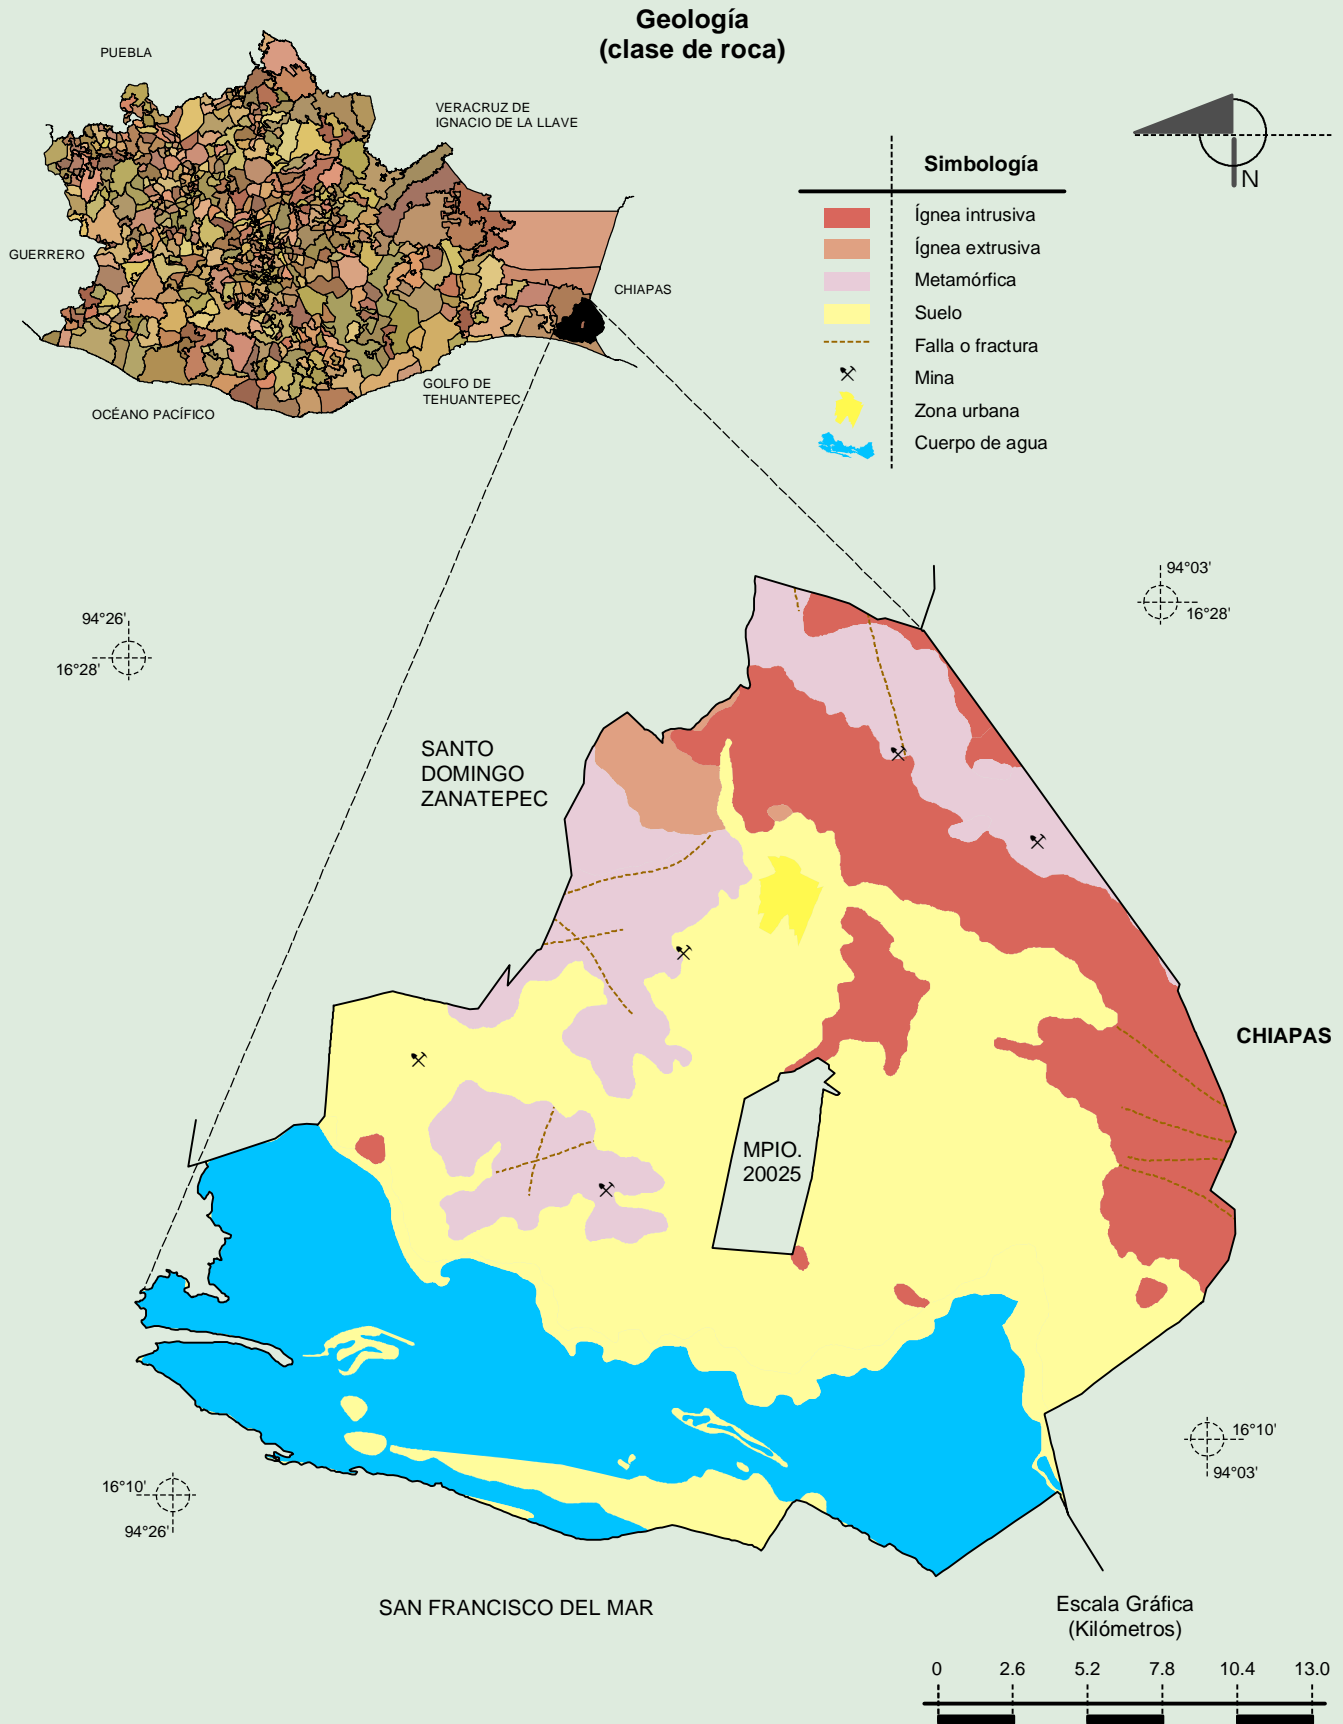 Geología
(clase de roca)
PUEBLA
VERACRUZ DE
IGNACIO DE LA LLAVE
GUERRERO
CHIAPAS
GOLFO DE
TEHUANTEPEC
OCÉANO PACÍFICO
N
Simbología
Ígnea intrusiva
Ígnea extrusiva
Metamórfica
Suelo
Falla o fractura
Mina
Zona urbana
Cuerpo de agua
94°26'
16°28'
94°03'
16°28'
SANTO
DOMINGO
ZANATEPEC
CHIAPAS
MPIO.
20025
16°10'
94°26'
16°10'
94°03'
SAN FRANCISCO DEL MAR
Escala Gráfica
(Kilómetros)
0 2.6 5.2 7.8 10.4 13.0